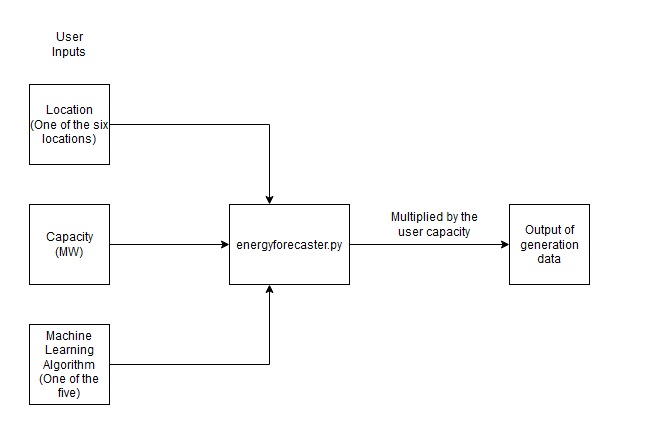 User
Inputs
Location
(One of the six
locations)
Capacity
(MW)
energyforecaster.py
Multiplied by the
user capacity
Output of
generation
data
Machine
Learning
Algorithm
(One of the
five)